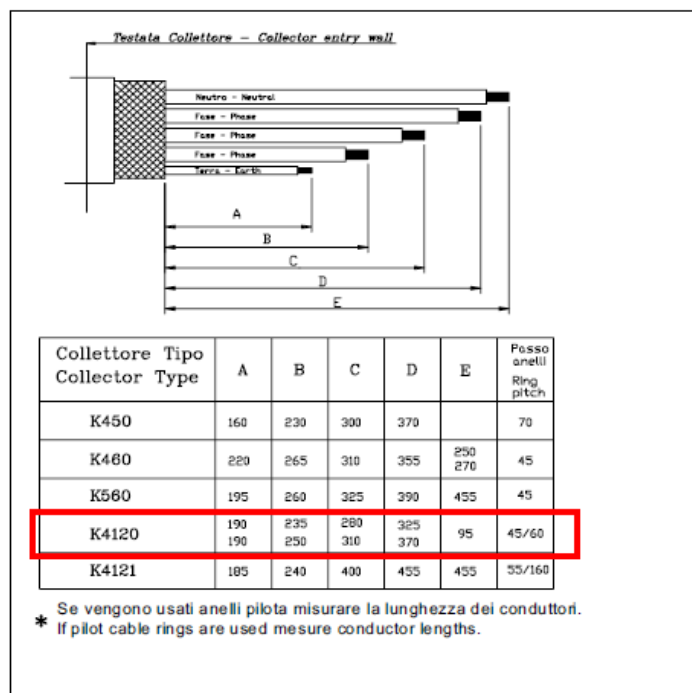 Testata Collettore - Collector entry wall
Neutro - Neutral
Fase - Phase
Fase - Phase
Fase - Phase
Terra - Earth
A
B
C
D
E
Collettore Tipo
Collector Type
A B C D E
Passo
anelli
Ring
pitch
K450 160 230 300 370 70
K460 220 265 310 355 250 270 45
K560 195 260 325 390 455 45
K4120 190 190 235 250 280 310 325 370 95 45/60
K4121 185 240 400 455 455 55/160
* Se vengono usati anelli pilota misurare la lunghezza dei conduttori.
If pilot cable rings are used mesure conductor lengths.